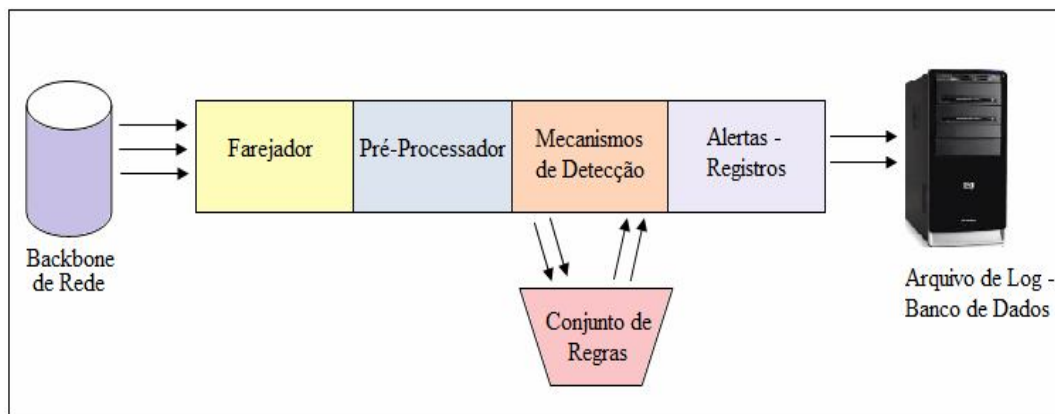 Backbone
de Rede
Farejador
Pré-Processador
Mecanismos
de Detecção
Alertas -
Registros
Conjunto de
Regras
Arquivo de Log -
Banco de Dados